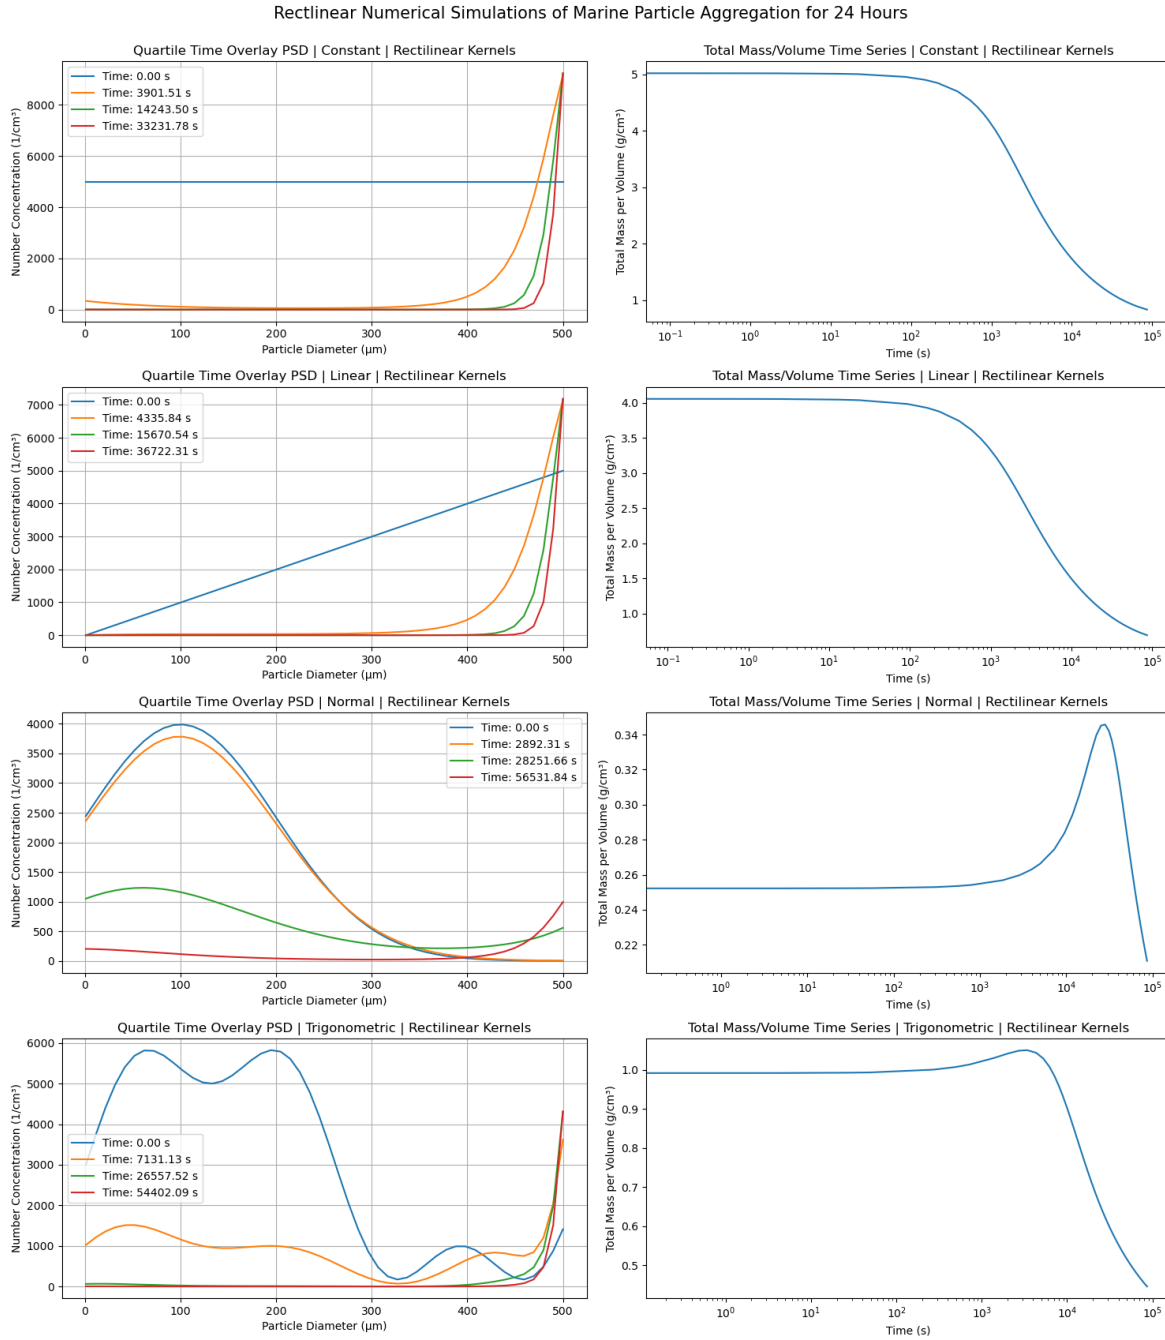 Rectlinear Numerical Simulations of Marine Particle Aggregation for 24 Hours
Quartile Time Overlay PSD | Constant | Rectilinear Kernels
Number Concentration (1/cm³)
8000
6000
4000
2000
0
Time: 0.00 s
Time: 3901.51 s
Time: 14243.50 s
Time: 33231.78 s
0 100 200 300 400 500
Particle Diameter (μm)
Total Mass/Volume Time Series | Constant | Rectilinear Kernels
Total Mass per Volume (g/cm³)
5
4
3
2
1
10⁻¹ 10⁰ 10¹ 10² 10³ 10⁴ 10⁵
Time (s)
Quartile Time Overlay PSD | Linear | Rectilinear Kernels
Number Concentration (1/cm³)
7000
6000
5000
4000
3000
2000
1000
0
Time: 0.00 s
Time: 4335.84 s
Time: 15670.54 s
Time: 36722.31 s
0 100 200 300 400 500
Particle Diameter (μm)
Total Mass/Volume Time Series | Linear | Rectilinear Kernels
Total Mass per Volume (g/cm³)
4.0
3.5
3.0
2.5
2.0
1.5
1.0
10⁻¹ 10⁰ 10¹ 10² 10³ 10⁴ 10⁵
Time (s)
Quartile Time Overlay PSD | Normal | Rectilinear Kernels
Number Concentration (1/cm³)
4000
3500
3000
2500
2000
1500
1000
500
0
Time: 0.00 s
Time: 2892.31 s
Time: 28251.66 s
Time: 56531.84 s
0 100 200 300 400 500
Particle Diameter (μm)
Total Mass/Volume Time Series | Normal | Rectilinear Kernels
Total Mass per Volume (g/cm³)
0.34
0.32
0.30
0.28
0.26
0.24
0.22
10⁰ 10¹ 10² 10³ 10⁴ 10⁵
Time (s)
Quartile Time Overlay PSD | Trigonometric | Rectilinear Kernels
Number Concentration (1/cm³)
6000
5000
4000
3000
2000
1000
0
Time: 0.00 s
Time: 7131.13 s
Time: 26557.52 s
Time: 54402.09 s
0 100 200 300 400 500
Particle Diameter (μm)
Total Mass/Volume Time Series | Trigonometric | Rectilinear Kernels
Total Mass per Volume (g/cm³)
1.0
0.9
0.8
0.7
0.6
0.5
10⁰ 10¹ 10² 10³ 10⁴ 10⁵
Time (s)